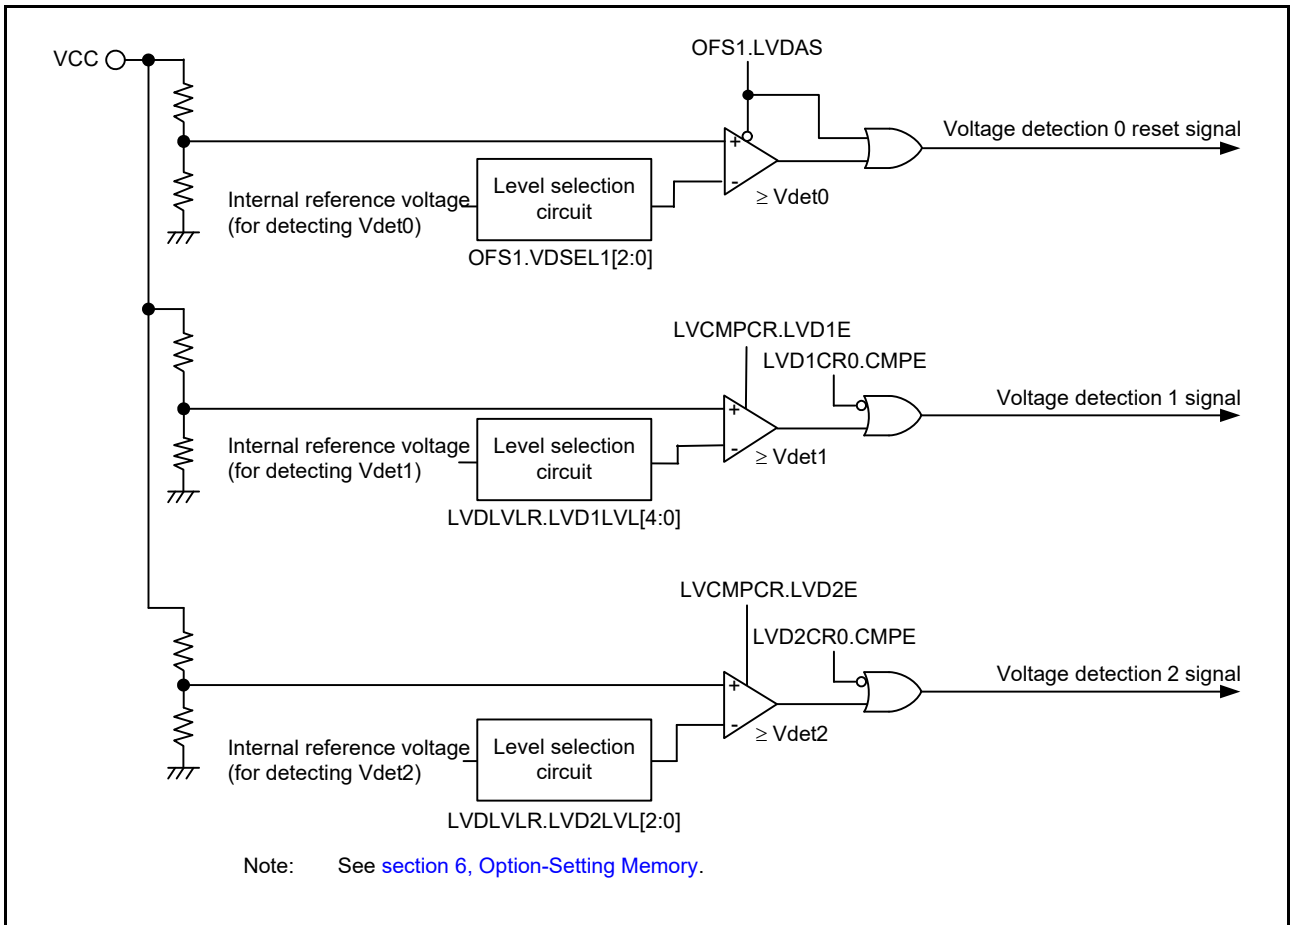 OFS1.LVDAS
VCC
Voltage detection 0 reset signal
+
-
≥ Vdet0
Level selection
circuit
Internal reference voltage
(for detecting Vdet0)
OFS1.VDSEL1[2:0]
LVCMPCR.LVD1E
LVD1CR0.CMPE
Voltage detection 1 signal
+
-
≥ Vdet1
Level selection
circuit
Internal reference voltage
(for detecting Vdet1)
LVDLVLR.LVD1LVL[4:0]
LVCMPCR.LVD2E
LVD2CR0.CMPE
Voltage detection 2 signal
+
-
≥ Vdet2
Level selection
circuit
Internal reference voltage
(for detecting Vdet2)
LVDLVLR.LVD2LVL[2:0]
Note: See section 6, Option-Setting Memory.